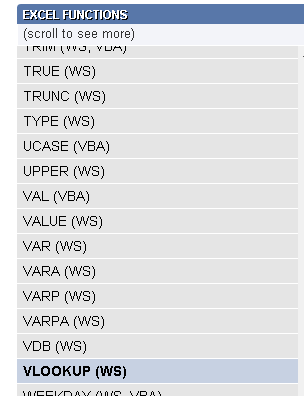 EXCEL FUNCTIONS
(scroll to see more)
TRIM (WS, VBA)
TRUE (WS)
TRUNC (WS)
TYPE (WS)
UCASE (VBA)
UPPER (WS)
VAL (VBA)
VALUE (WS)
VAR (WS)
VARA (WS)
VARP (WS)
VARPA (WS)
VDB (WS)
VLOOKUP (WS)
WEEKDAY (WS, VBA)